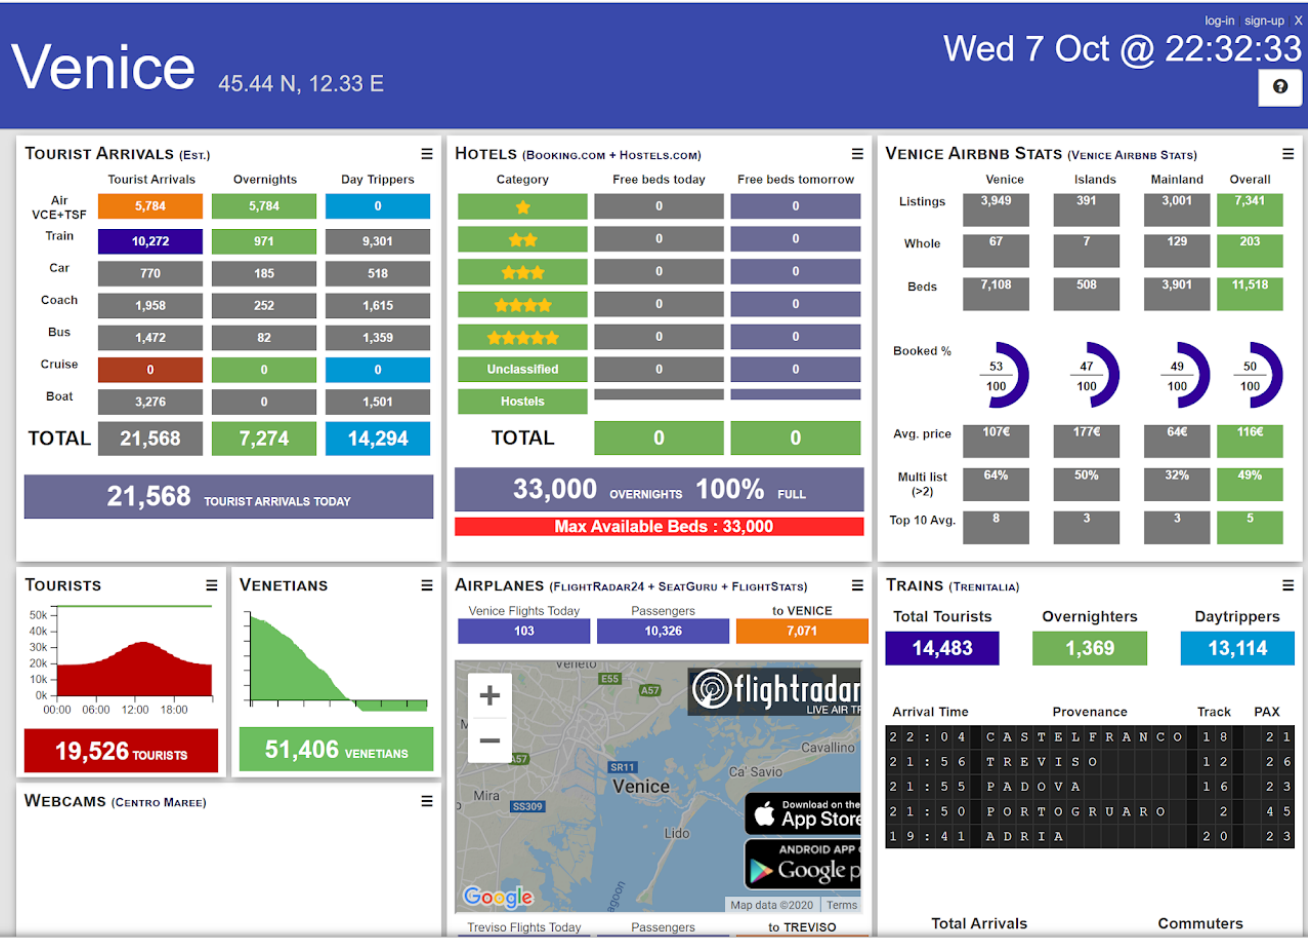 log-in sign-up X
Venice 45.44 N, 12.33 E
Wed 7 Oct @ 22:32:33
?
TOURIST ARRIVALS (EST.)
Tourist Arrivals Overnights Day Trippers
Air VCE+TSF 5,784 5,784 0
Train 10,272 971 9,301
Car 770 185 518
Coach 1,958 252 1,615
Bus 1,472 82 1,359
Cruise 0 0 0
Boat 3,276 0 1,501
TOTAL 21,568 7,274 14,294
21,568 TOURIST ARRIVALS TODAY
HOTELS (BOOKING.COM + HOSTELS.COM)
Category Free beds today Free beds tomorrow
0 0
0 0
0 0
0 0
0 0
Unclassified 0 0
Hostels
TOTAL 0 0
33,000 OVERNIGHTS 100% FULL
Max Available Beds : 33,000
VENICE AIRBNB STATS (VENICE AIRBNB STATS)
Venice Islands Mainland Overall
Listings 3,949 391 3,001 7,341
Whole 67 7 129 203
Beds 7,108 508 3,901 11,518
Booked % 53/100 47/100 49/100 50/100
Avg. price 107€ 177€ 64€ 116€
Multi list (>2) 64% 50% 32% 49%
Top 10 Avg. 8 3 3 5
TOURISTS
50k
40k
30k
20k
10k
0k
00:00 06:00 12:00 18:00
19,526 TOURISTS
VENETIANS
51,406 VENETIANS
WEBCAMS (CENTRO MAREE)
AIRPLANES (FLIGHTRADAR24 + SEATGURU + FLIGHTSTATS)
Venice Flights Today Passengers to VENICE
103 10,326 7,071
+
−
Veneto
E55
A57
flightradar
LIVE AIR TR
A57
SR11
Cavallino
Ca' Savio
Venice
Mira
SS309
Lido
Download on the
App Store
ANDROID APP
Google p
Google
agoon
Map data ©2020 Terms
Treviso Flights Today Passengers to TREVISO
TRAINS (TRENITALIA)
Total Tourists Overnighters Daytrippers
14,483 1,369 13,114
Arrival Time Provenance Track PAX
22:04 CASTELFRANCO 18 21
21:56 TREVISO 12 26
21:55 PADOVA 16 23
21:50 PORTOGRUARO 2 45
19:41 ADRIA 20 23
Total Arrivals Commuters